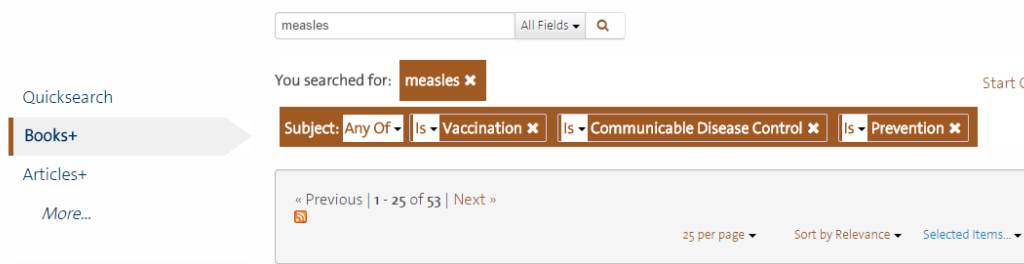 measles All Fields
You searched for: measles ✖
Start
Quicksearch
Books+
Articles+
More...
Subject: Any Of Is Vaccination ✖ Is Communicable Disease Control ✖ Is Prevention ✖
« Previous | 1 - 25 of 53 | Next »
25 per page Sort by Relevance Selected Items...